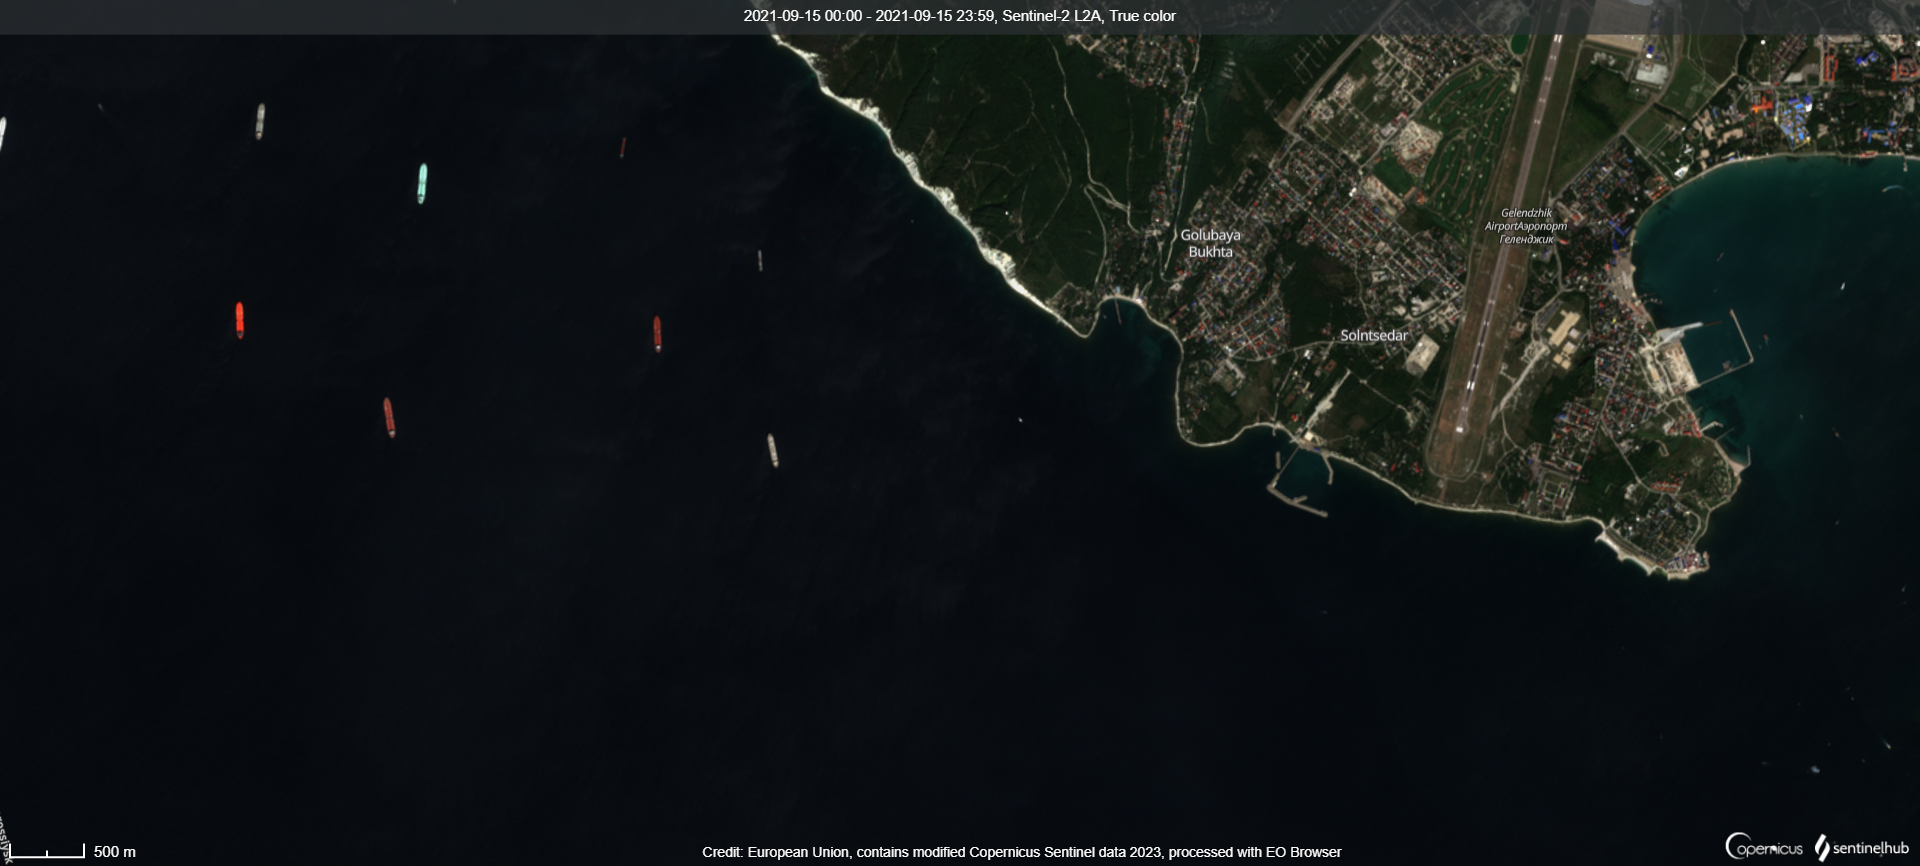 2021-09-15 00:00 - 2021-09-15 23:59, Sentinel-2 L2A, True color
Gelendzhik
AirportАэропорт
Геленджик
Golubaya
Bukhta
Solntsedar
500 m
Credit: European Union, contains modified Copernicus Sentinel data 2023, processed with EO Browser
opernicus
sentinelhub